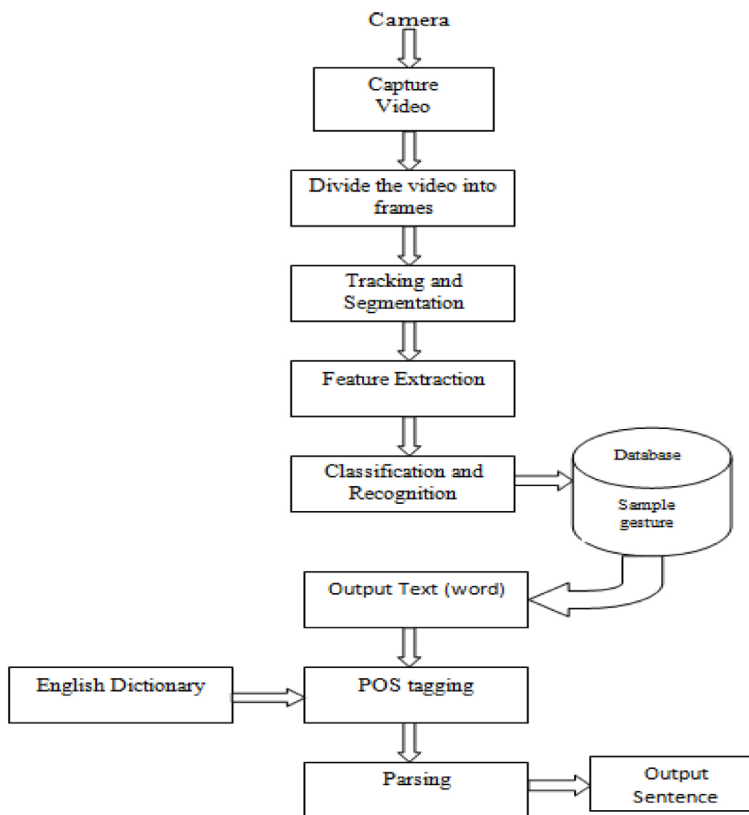 Camera
Capture
Video
Divide the video into
frames
Tracking and
Segmentation
Feature Extraction
Classification and
Recognition
Database
Sample
gesture
Output Text (word)
English Dictionary
POS tagging
Parsing
Output
Sentence